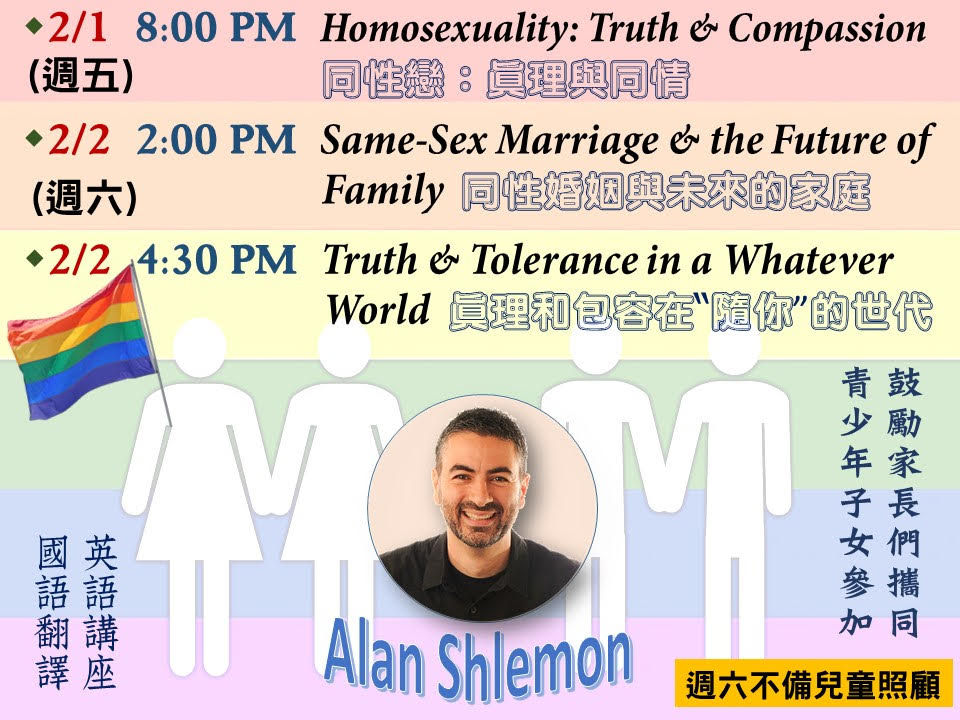 ◆2/1 8:00 PM Homosexuality: Truth & Compassion
(週五) 同性戀：眞理與同情
◆2/2 2:00 PM Same-Sex Marriage & the Future of
(週六) Family 同性婚姻與未來的家庭
◆2/2 4:30 PM Truth & Tolerance in a Whatever
World 眞理和包容在“隨你”的世代
鼓勵家長們攜同
青少年子女參加
英語講座
國語翻譯
Alan Shlemon
週六不備兒童照顧